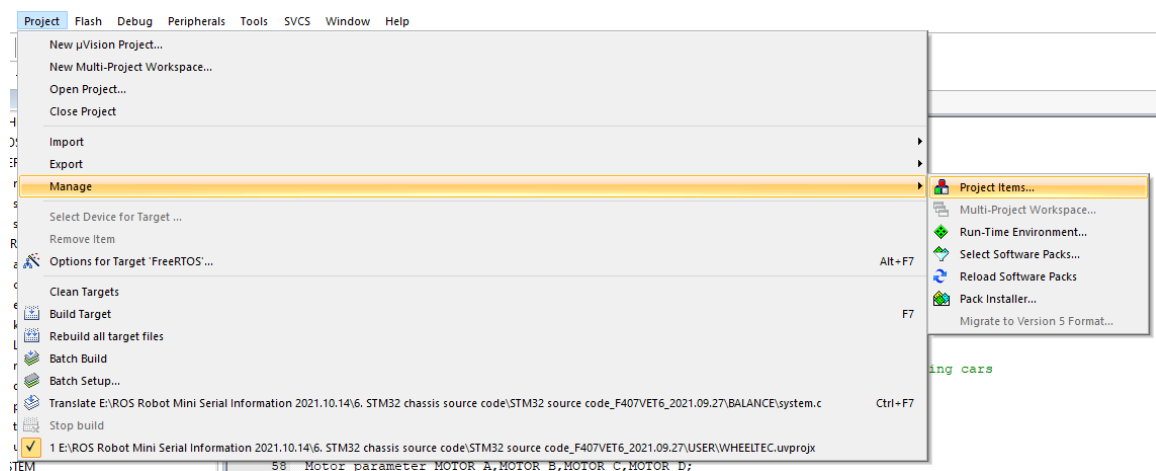 Project Flash Debug Peripherals Tools SVCS Window Help
New µVision Project...
New Multi-Project Workspace...
Open Project...
Close Project
Import
Export
Manage
Project Items...
Select Device for Target ...
Multi-Project Workspace...
Remove Item
Run-Time Environment...
Options for Target 'FreeRTOS'... Alt+F7
Select Software Packs...
Reload Software Packs
Clean Targets
Pack Installer...
Build Target F7
Migrate to Version 5 Format...
Rebuild all target files
Batch Build
ing cars
Batch Setup...
Translate E:\ROS Robot Mini Serial Information 2021.10.14\6. STM32 chassis source code\STM32 source code_F407VET6_2021.09.27\BALANCE\system.c Ctrl+F7
Stop build
1 E:\ROS Robot Mini Serial Information 2021.10.14\6. STM32 chassis source code\STM32 source code_F407VET6_2021.09.27\USER\WHEELTEC.uvprojx
58 Motor parameter MOTOR A,MOTOR B,MOTOR C,MOTOR D;